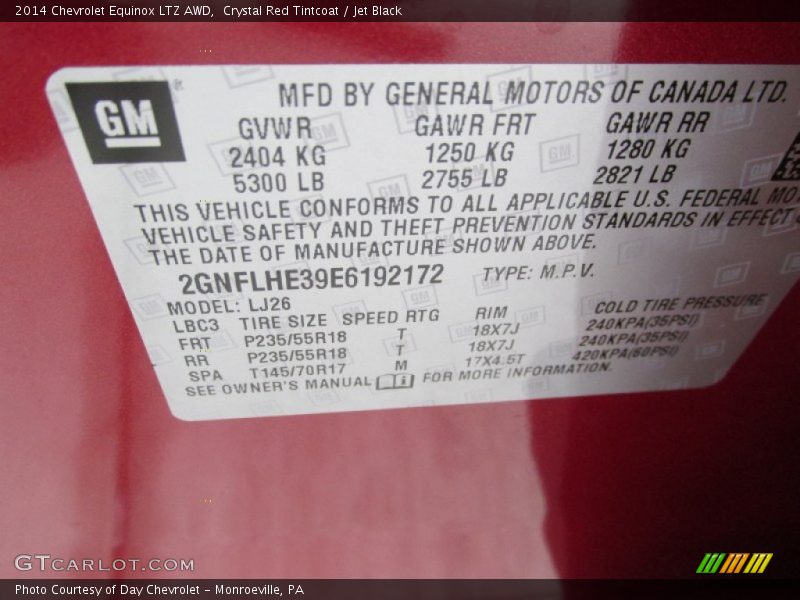 2014 Chevrolet Equinox LTZ AWD, Crystal Red Tintcoat / Jet Black
GM
MFD BY GENERAL MOTORS OF CANADA LTD.
GVWR GAWR FRT GAWR RR
2404 KG 1250 KG 1280 KG
5300 LB 2755 LB 2821 LB
THIS VEHICLE CONFORMS TO ALL APPLICABLE U.S. FEDERAL MO
VEHICLE SAFETY AND THEFT PREVENTION STANDARDS IN EFFECT
THE DATE OF MANUFACTURE SHOWN ABOVE.
2GNFLHE39E6192172 TYPE: M.P.V.
MODEL: LJ26
LBC3 TIRE SIZE SPEED RTG RIM COLD TIRE PRESSURE
FRT P235/55R18 T 18X7J 240KPA(35PSI)
RR P235/55R18 T 18X7J 240KPA(35PSI)
SPA T145/70R17 M 17X4.5T 420KPA(60PSI)
SEE OWNER'S MANUAL FOR MORE INFORMATION.
GTCARLOT.COM
Photo Courtesy of Day Chevrolet - Monroeville, PA